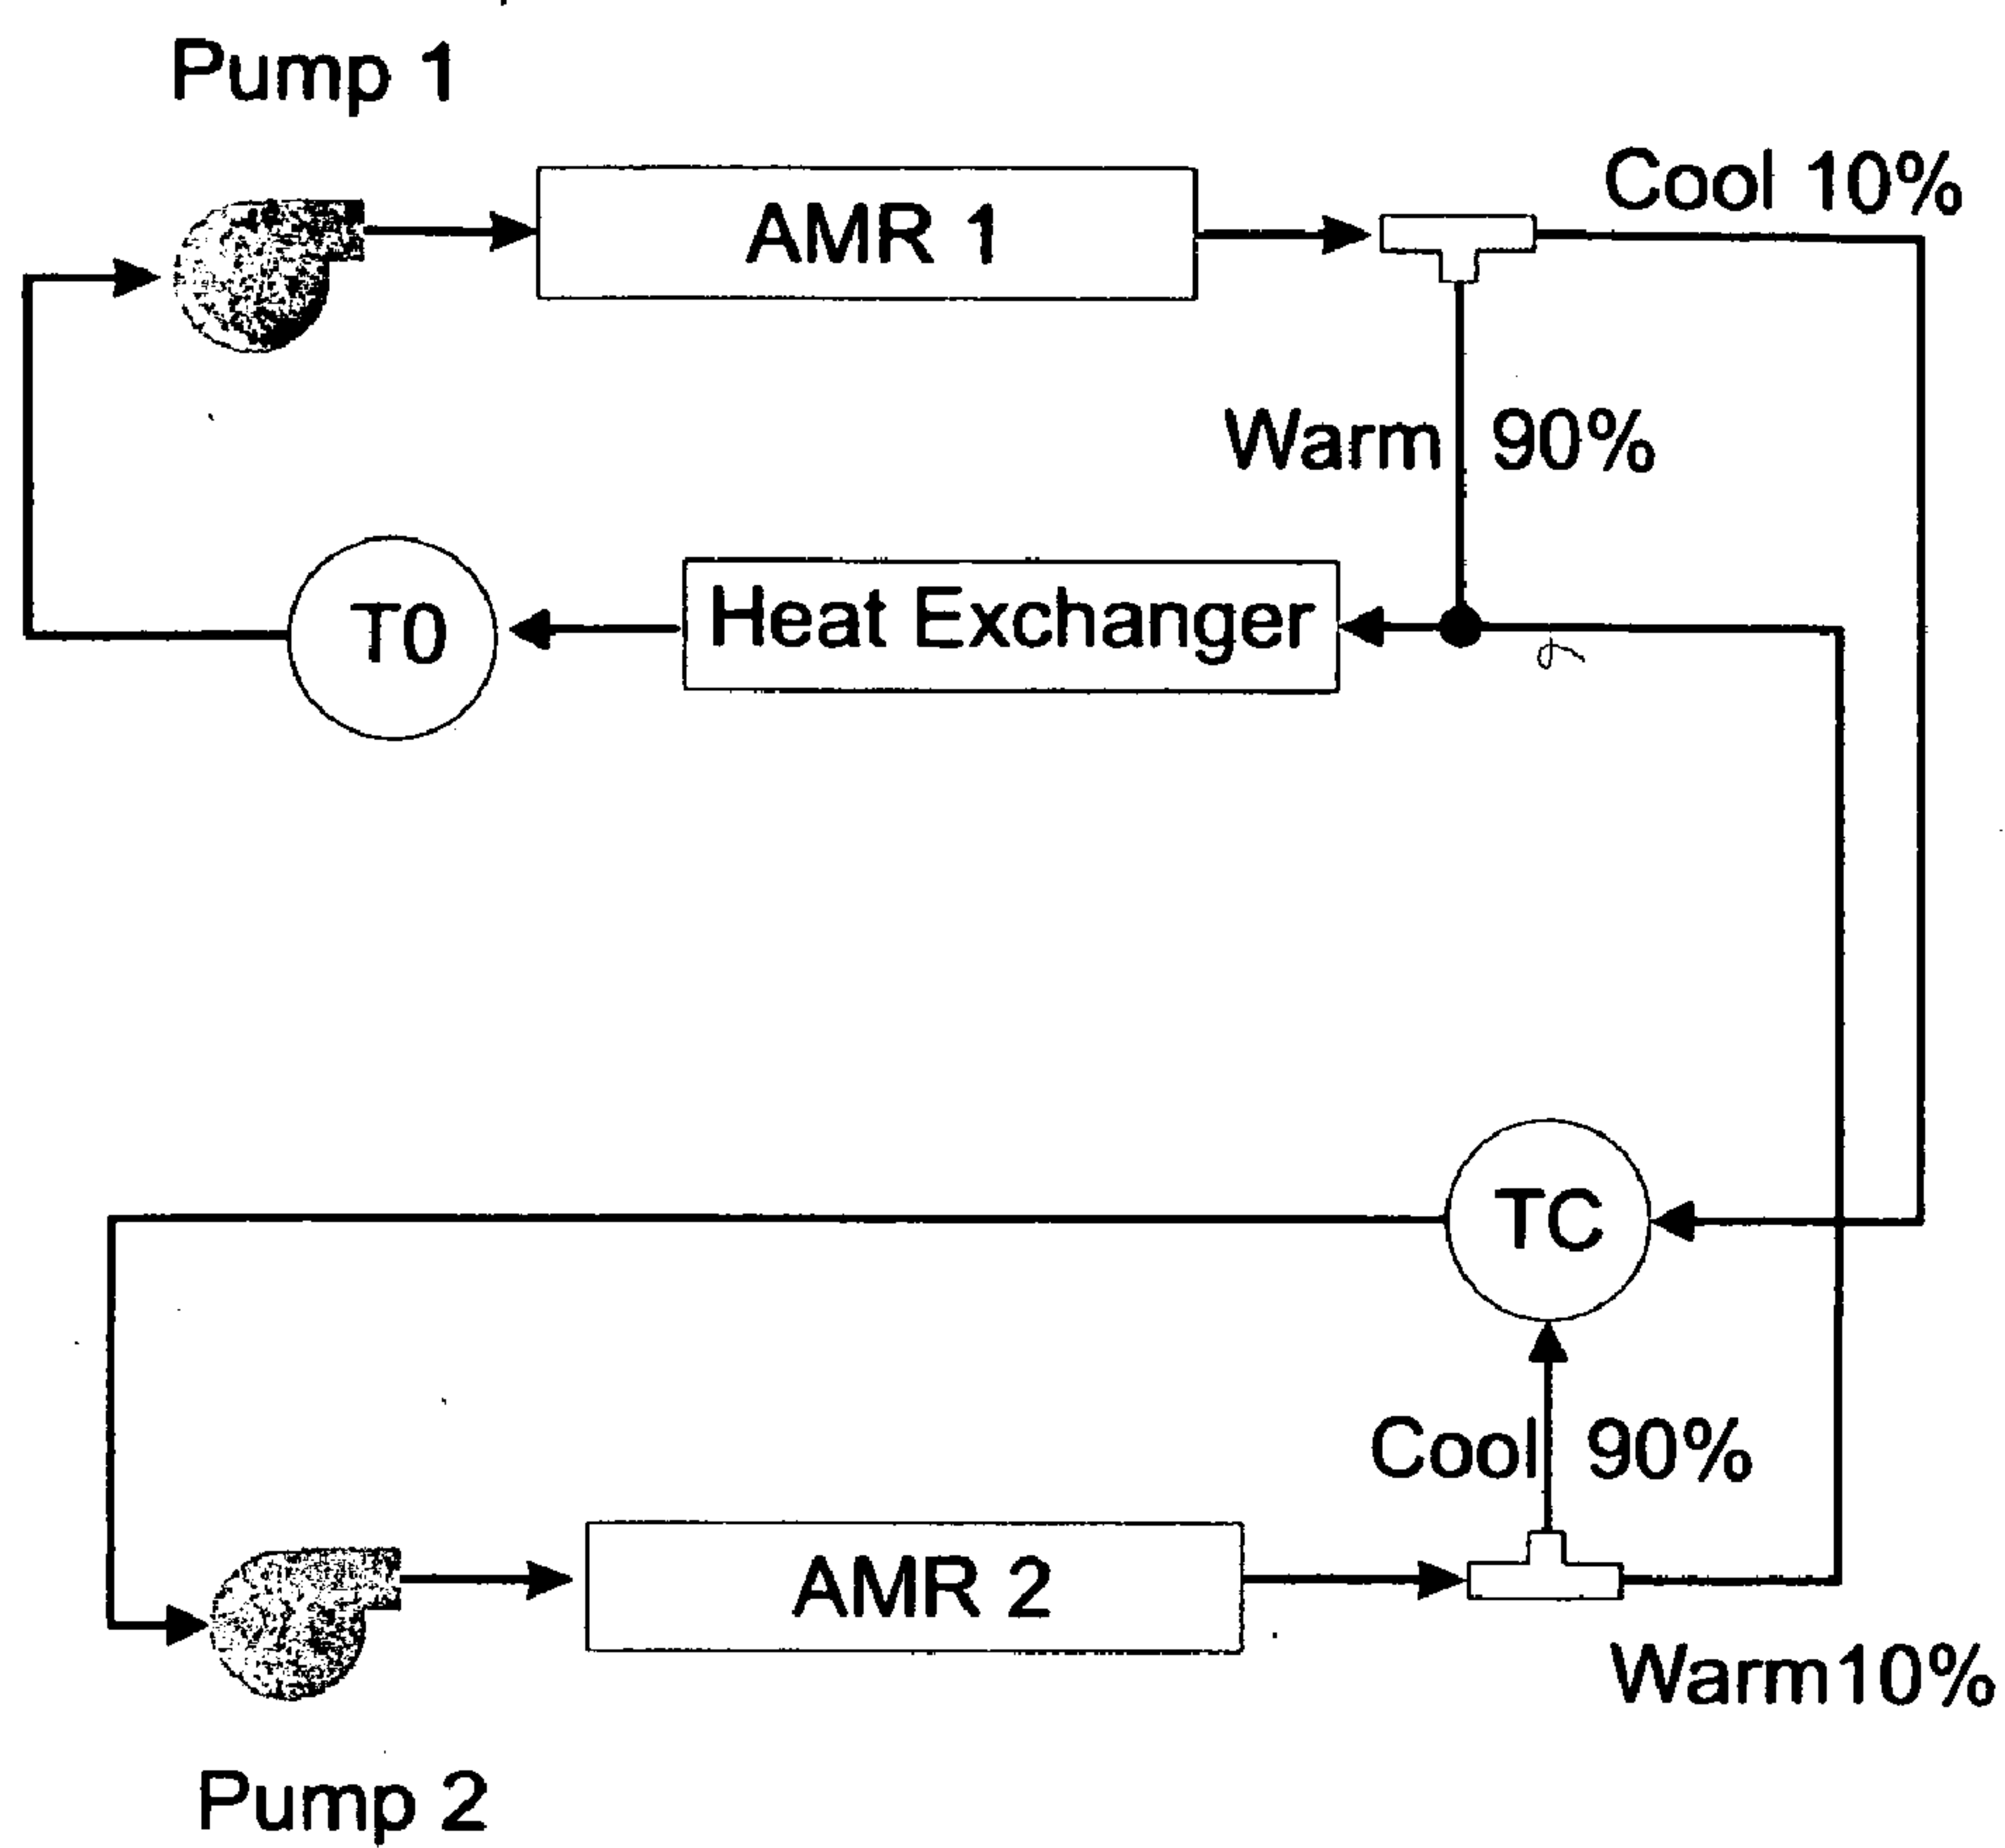 Pump 1
AMR 1
Cool 10%
Warm 90%
T0
Heat Exchanger
TC
Cool 90%
AMR 2
Warm10%
Pump 2